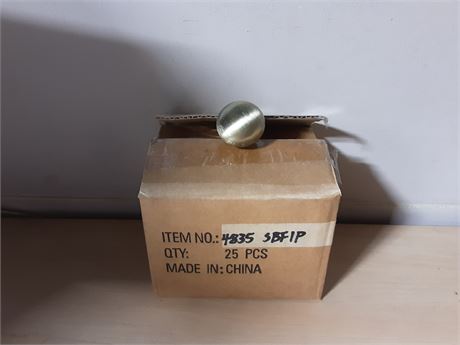 ITEM NO.: 4835 SBF1P
QTY: 25 PCS
MADE IN: CHINA